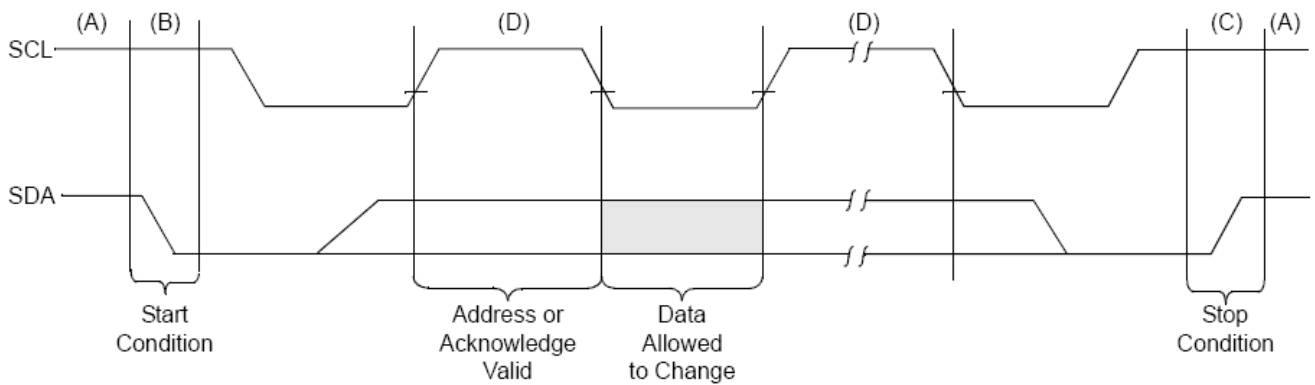 (A) (B) (D) (D) (C) (A)
SCL
SDA
Start
Condition
Address or
Acknowledge
Valid
Data
Allowed
to Change
Stop
Condition